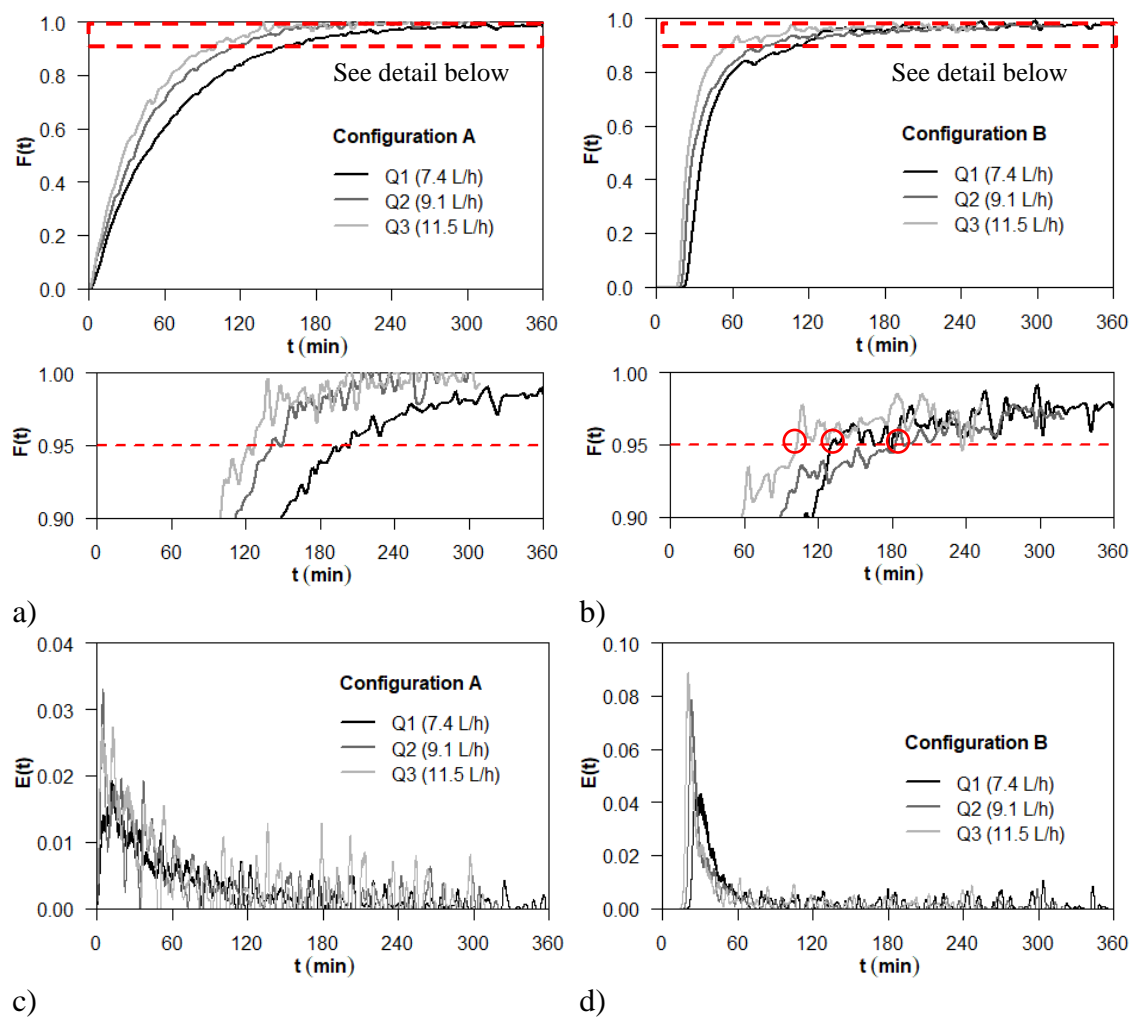 1.0
0.8
0.6
0.4
0.2
0.0
F(t)
See detail below
Configuration A
Q1 (7.4 L/h)
Q2 (9.1 L/h)
Q3 (11.5 L/h)
0 60 120 180 240 300 360
t (min)
1.0
0.8
0.6
0.4
0.2
0.0
F(t)
See detail below
Configuration B
Q1 (7.4 L/h)
Q2 (9.1 L/h)
Q3 (11.5 L/h)
0 60 120 180 240 300 360
t (min)
1.00
0.95
0.90
F(t)
0 60 120 180 240 300 360
t (min)
a)
1.00
0.95
0.90
F(t)
0 60 120 180 240 300 360
t (min)
b)
0.04
0.03
0.02
0.01
0.00
E(t)
Configuration A
Q1 (7.4 L/h)
Q2 (9.1 L/h)
Q3 (11.5 L/h)
0 60 120 180 240 300 360
t (min)
c)
0.10
0.08
0.06
0.04
0.02
0.00
E(t)
Configuration B
Q1 (7.4 L/h)
Q2 (9.1 L/h)
Q3 (11.5 L/h)
0 60 120 180 240 300 360
t (min)
d)